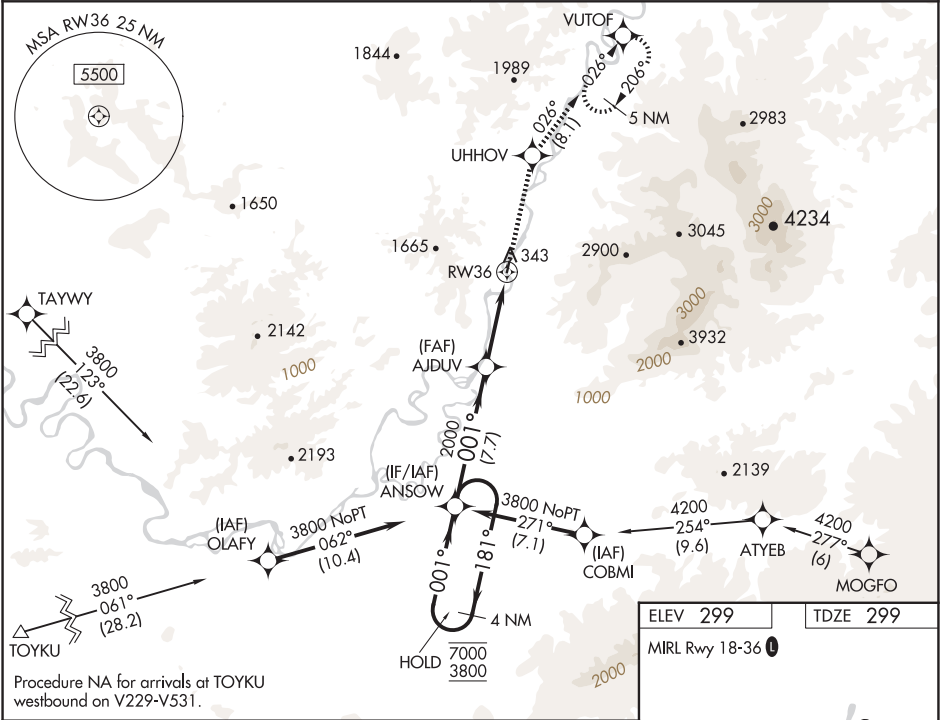 MSA RW36 25 NM
5500
1844
1989
VUTOF
026°
206°
5 NM
026°
(8.1)
2983
UHHOV
1650
1665
3000
4234
3045
2900
343
RW36
TAYWY
3800
123°
(22.6)
2142
1000
(FAF)
AJDUV
3000
3932
2000
1000
2000
001°
(7.7)
2193
(IF/IAF)
ANSOW
2139
(IAF)
OLAFY
3800 NoPT
062°
(10.4)
3800 NoPT
271°
(7.1)
(IAF)
COBMI
4200
254°
(9.6)
ATYEB
4200
277°
(6)
MOGFO
001°
181°
4 NM
HOLD
7000
3800
3800
061°
(28.2)
TOYKU
Procedure NA for arrivals at TOYKU
westbound on V229-V531.
2000
ELEV 299
TDZE 299
MIRL Rwy 18-36 L